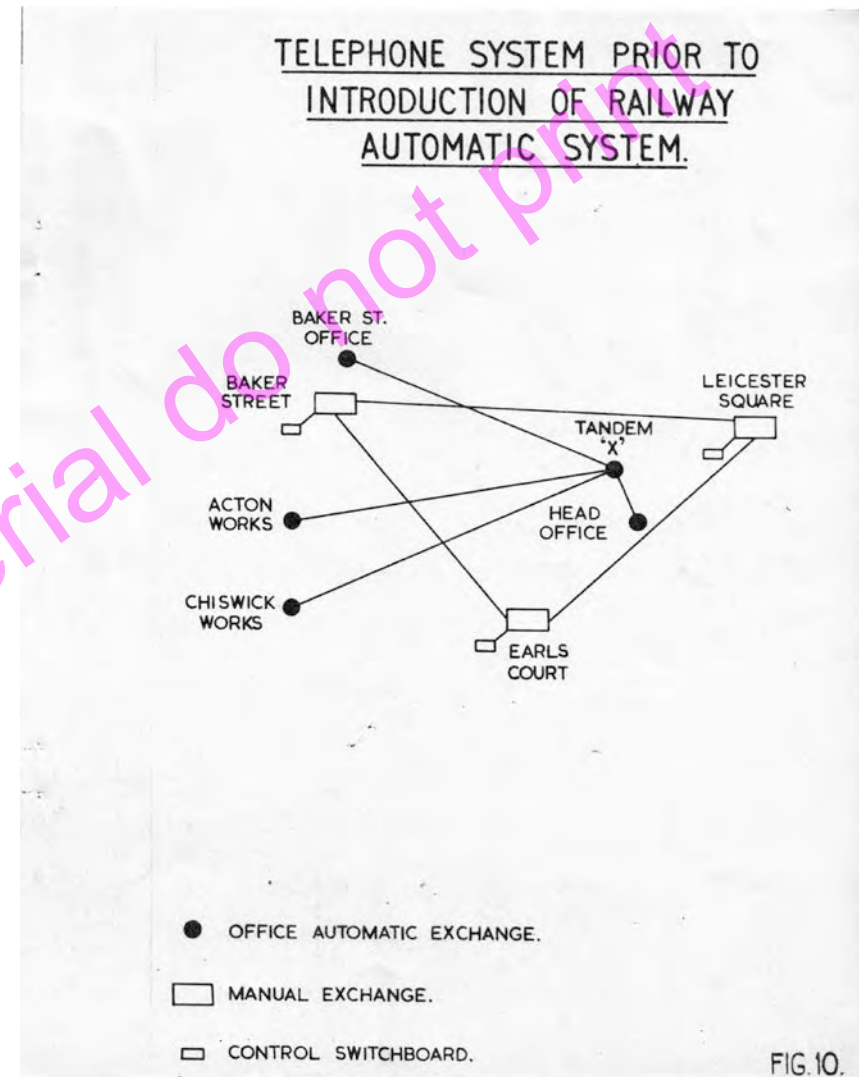 TELEPHONE SYSTEM PRIOR TO
INTRODUCTION OF RAILWAY
AUTOMATIC SYSTEM.
BAKER ST.
OFFICE
BAKER
STREET
LEICESTER
SQUARE
TANDEM
'X'
ACTON
WORKS
HEAD
OFFICE
CHISWICK
WORKS
EARLS
COURT
OFFICE AUTOMATIC EXCHANGE.
MANUAL EXCHANGE.
CONTROL SWITCHBOARD.
FIG.10.
erial do not print